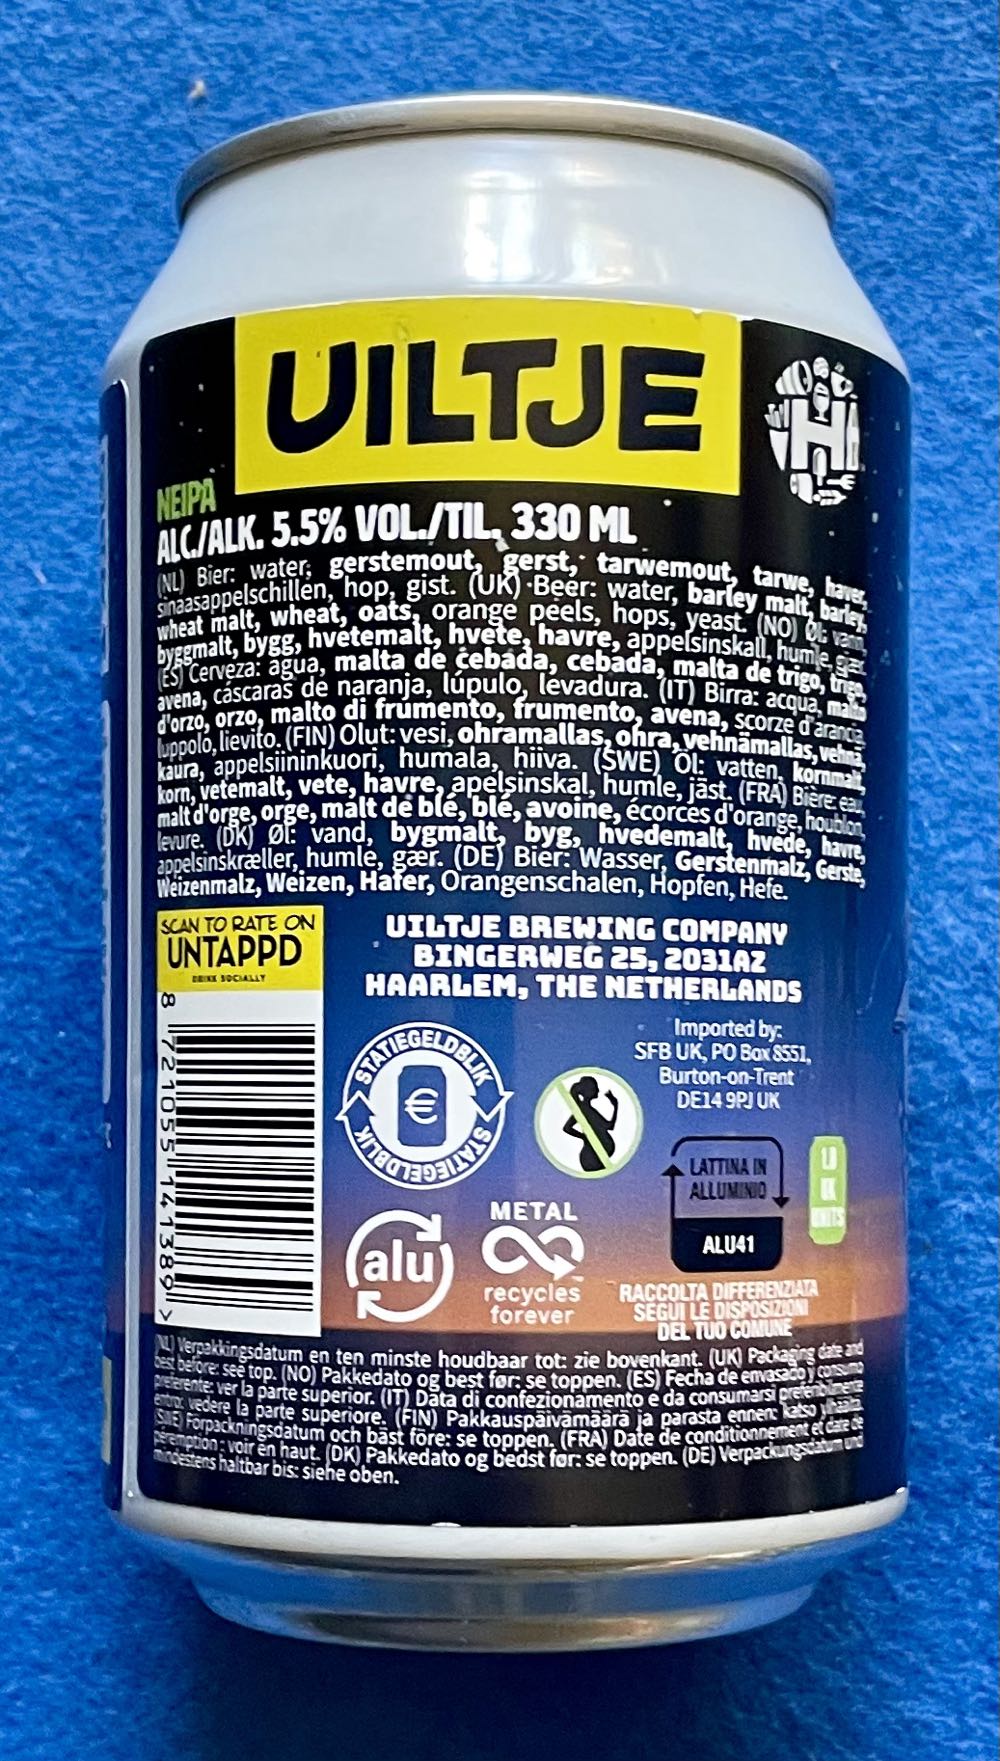 UILTJE
H
NEIPA
ALC./ALK. 5.5% VOL./TIL. 330 ML
(NL) Bier: water, gerstemout, gerst, tarwemout, tarwe, haver,
sinaasappelschillen, hop, gist. (UK) Beer: water, barley malt, barley,
wheat malt, wheat, oats, orange peels, hops, yeast. (NO) Øl: vann,
byggmalt, bygg, hvetemalt, hvete, havre, appelsinskall, humle, gjær.
(ES) Cerveza: agua, malta de cebada, cebada, malta de trigo, trigo,
avena, cáscaras de naranja, lúpulo, levadura. (IT) Birra: acqua, malto
d'orzo, orzo, malto di frumento, frumento, avena, scorze d'arancia,
luppolo, lievito. (FIN) Olut: vesi, ohramallas, ohra, vehnämallas, vehnä,
kaura, appelsiininkuori, humala, hiiva. (SWE) Öl: vatten, kornmalt,
korn, vetemalt, vete, havre, apelsinskal, humle, jäst. (FRA) Bière: eau,
malt d'orge, orge, malt de blé, blé, avoine, écorces d'orange, houblon,
levure. (DK) Øl: vand, bygmalt, byg, hvedemalt, hvede, havre,
appelsinskræller, humle, gær. (DE) Bier: Wasser, Gerstenmalz, Gerste,
Weizenmalz, Weizen, Hafer, Orangenschalen, Hopfen, Hefe.
SCAN TO RATE ON
UNTAPPD
DRINK SOCIALLY
8 721055 141389 >
UILTJE BREWING COMPANY
BINGERWEG 25, 2031AZ
HAARLEM, THE NETHERLANDS
STATIEGELDBLIK
€
STATIEGELDBLIK
Imported by:
SFB UK, PO Box 8551,
Burton-on-Trent
DE14 9PJ UK
LATTINA IN
ALLUMINIO
ALU41
UK
UNITS
alu
METAL
recycles
forever
RACCOLTA DIFFERENZIATA
SEGUI LE DISPOSIZIONI
DEL TUO COMUNE
(NL) Verpakkingsdatum en ten minste houdbaar tot: zie bovenkant. (UK) Packaging date and
best before: see top. (NO) Pakkedato og best før: se toppen. (ES) Fecha de envasado y consumo
preferente: ver la parte superior. (IT) Data di confezionamento e da consumarsi preferibilmente
entro: vedere la parte superiore. (FIN) Pakkauspäivämäärä ja parasta ennen: katso ylhäältä.
(SWE) Förpackningsdatum och bäst före: se toppen. (FRA) Date de conditionnement et date de
péremption : voir en haut. (DK) Pakkedato og bedst før: se toppen. (DE) Verpackungsdatum und
mindestens haltbar bis: siehe oben.